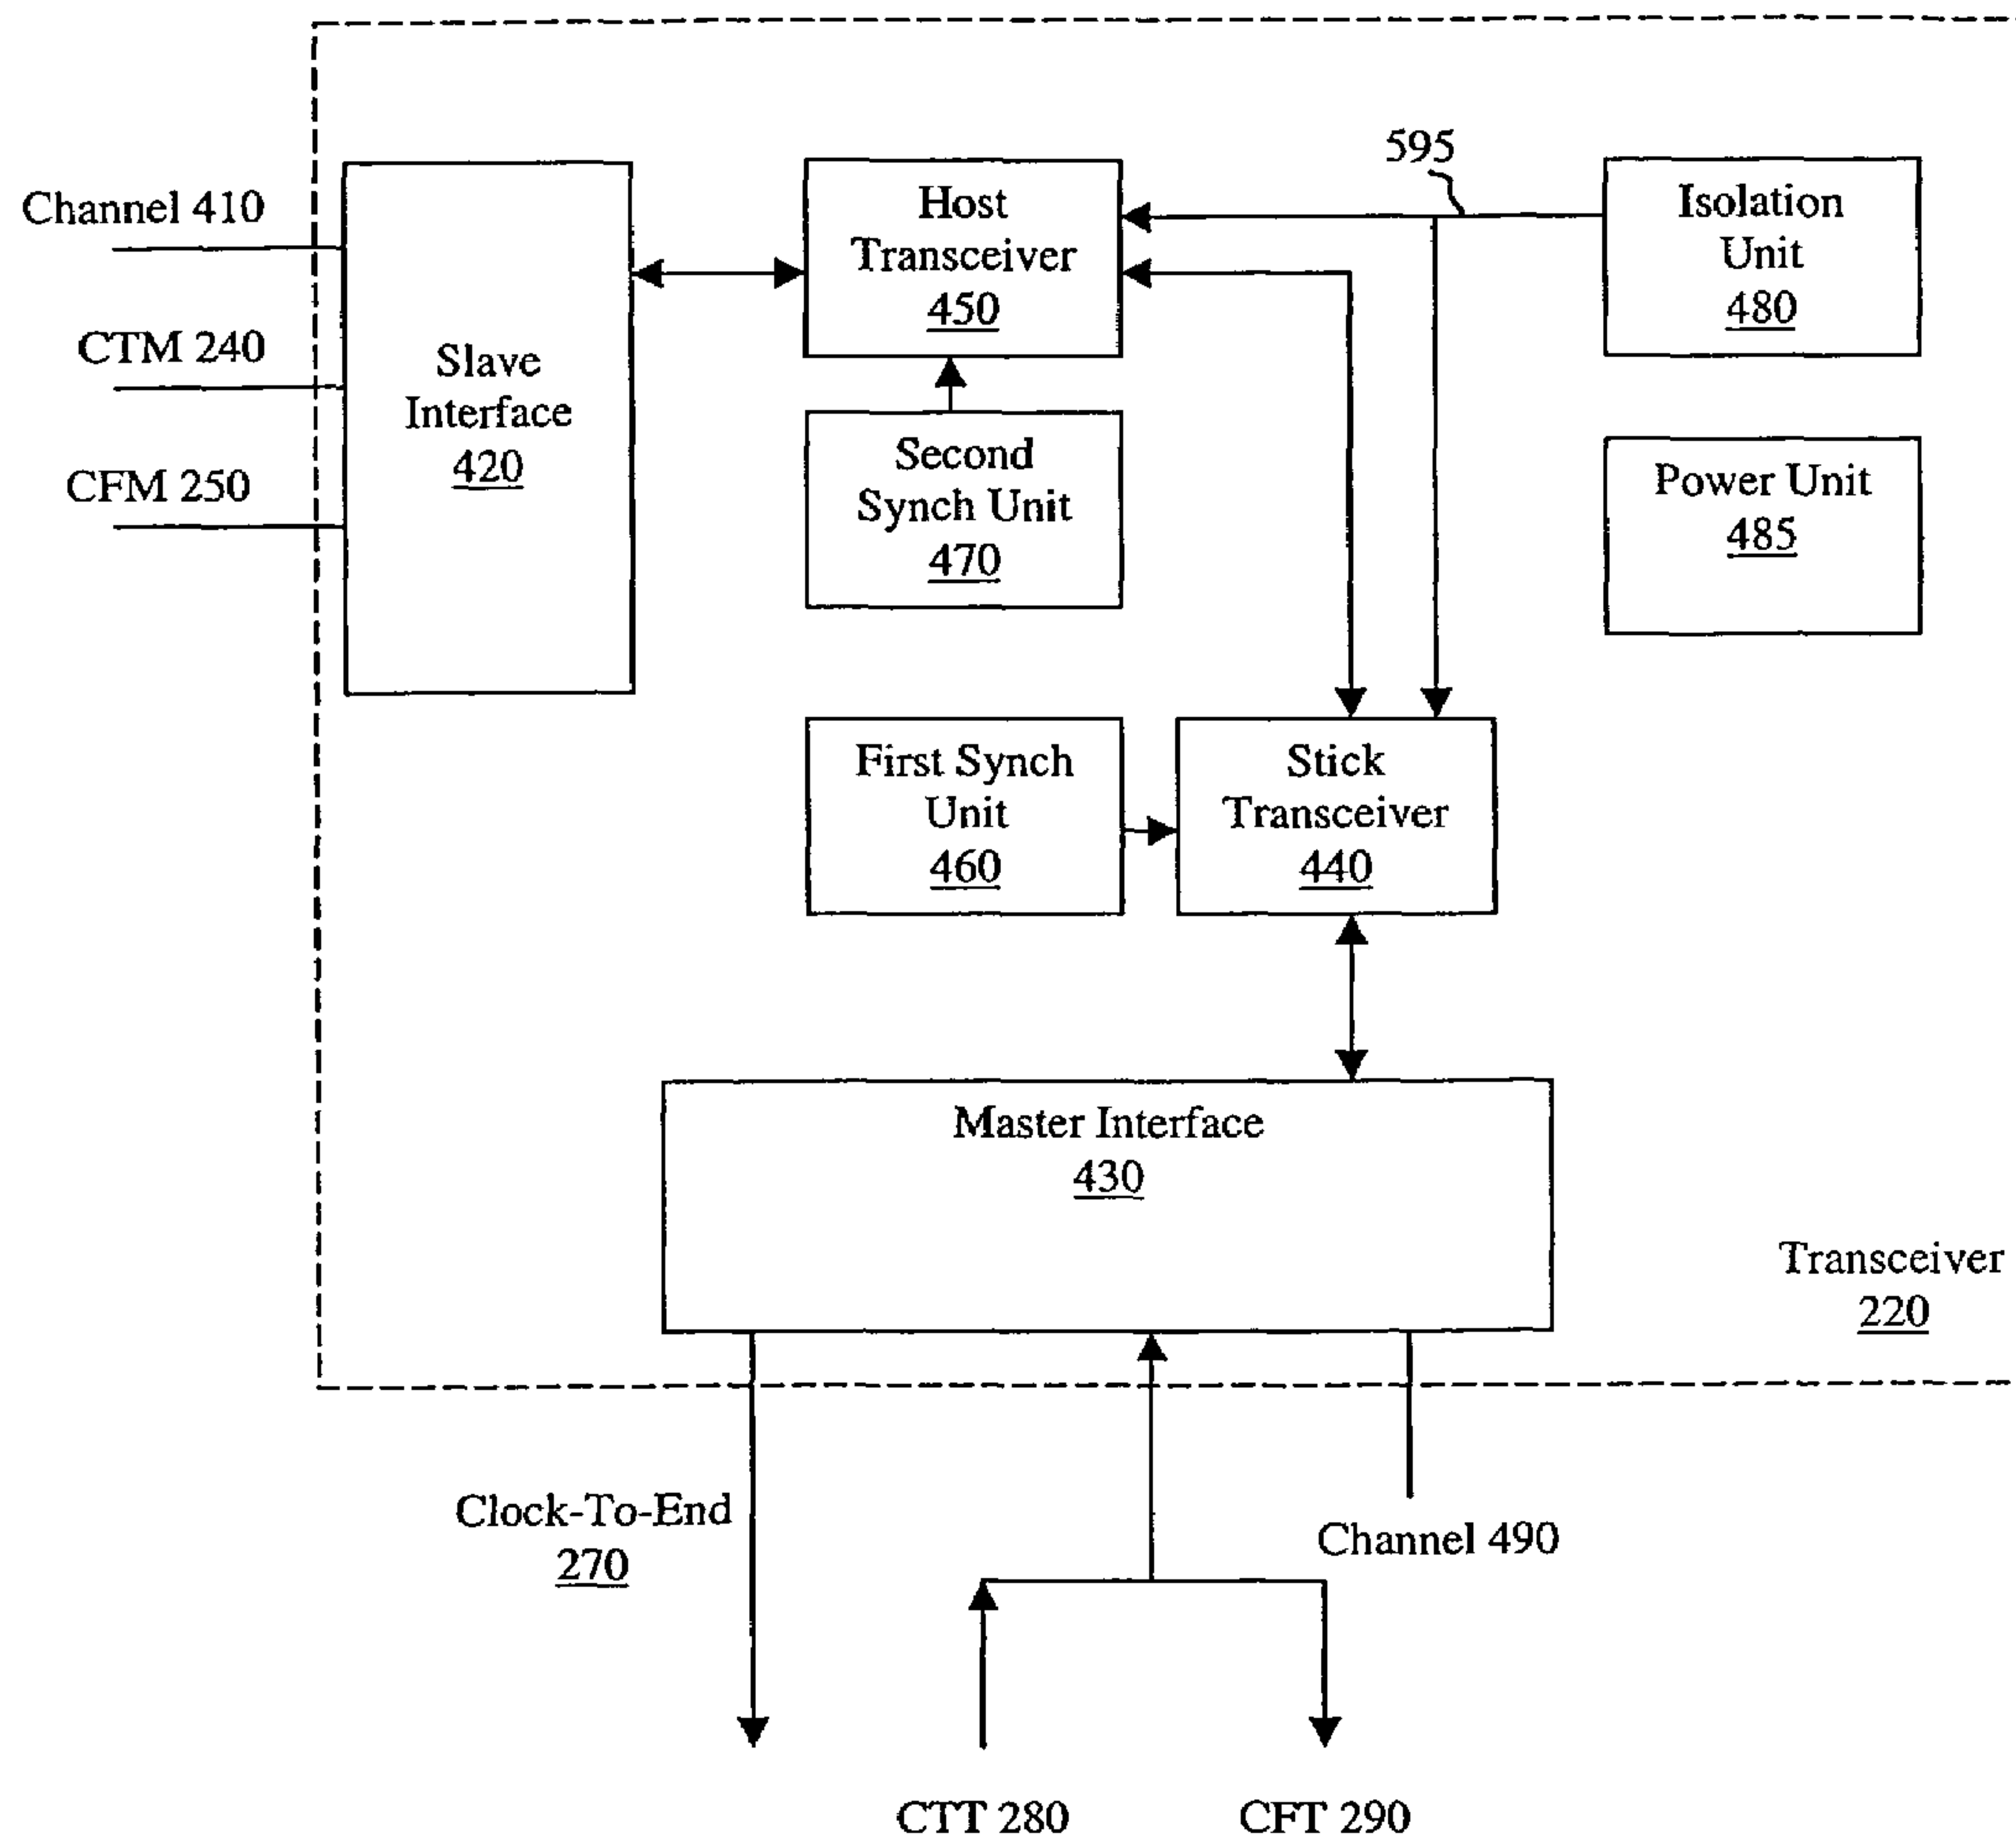 595
Channel 410
CTM 240
CFM 250
Slave
Interface
420
Host
Transceiver
450
Isolation
Unit
480
Second
Synch Unit
470
Power Unit
485
First Synch
Unit
460
Stick
Transceiver
440
Master Interface
430
Transceiver
220
Clock-To-End
270
Channel 490
CTT 280
CFT 290